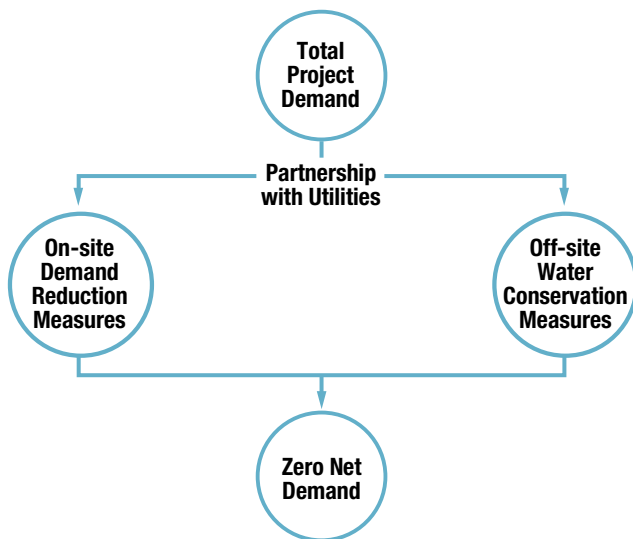 Total
Project
Demand
Partnership
with Utilities
On-site
Demand
Reduction
Measures
Off-site
Water
Conservation
Measures
Zero Net
Demand